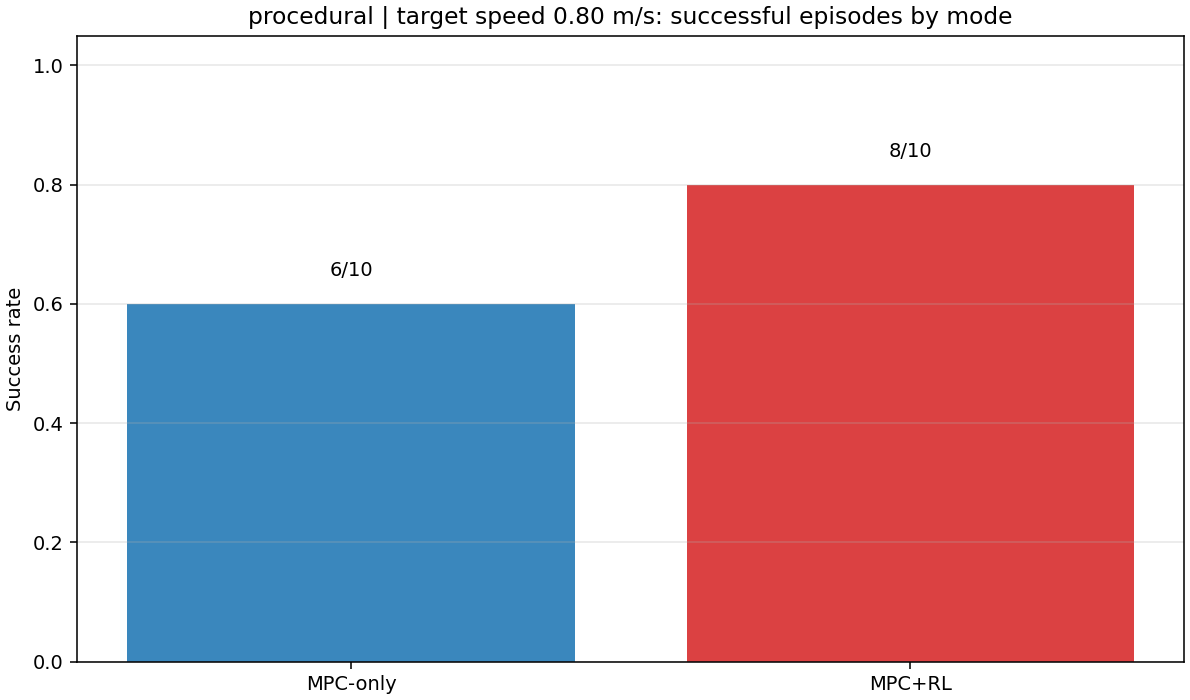 procedural | target speed 0.80 m/s: successful episodes by mode
1.0
0.8
0.6
0.4
0.2
0.0
Success rate
6/10
8/10
MPC-only
MPC+RL